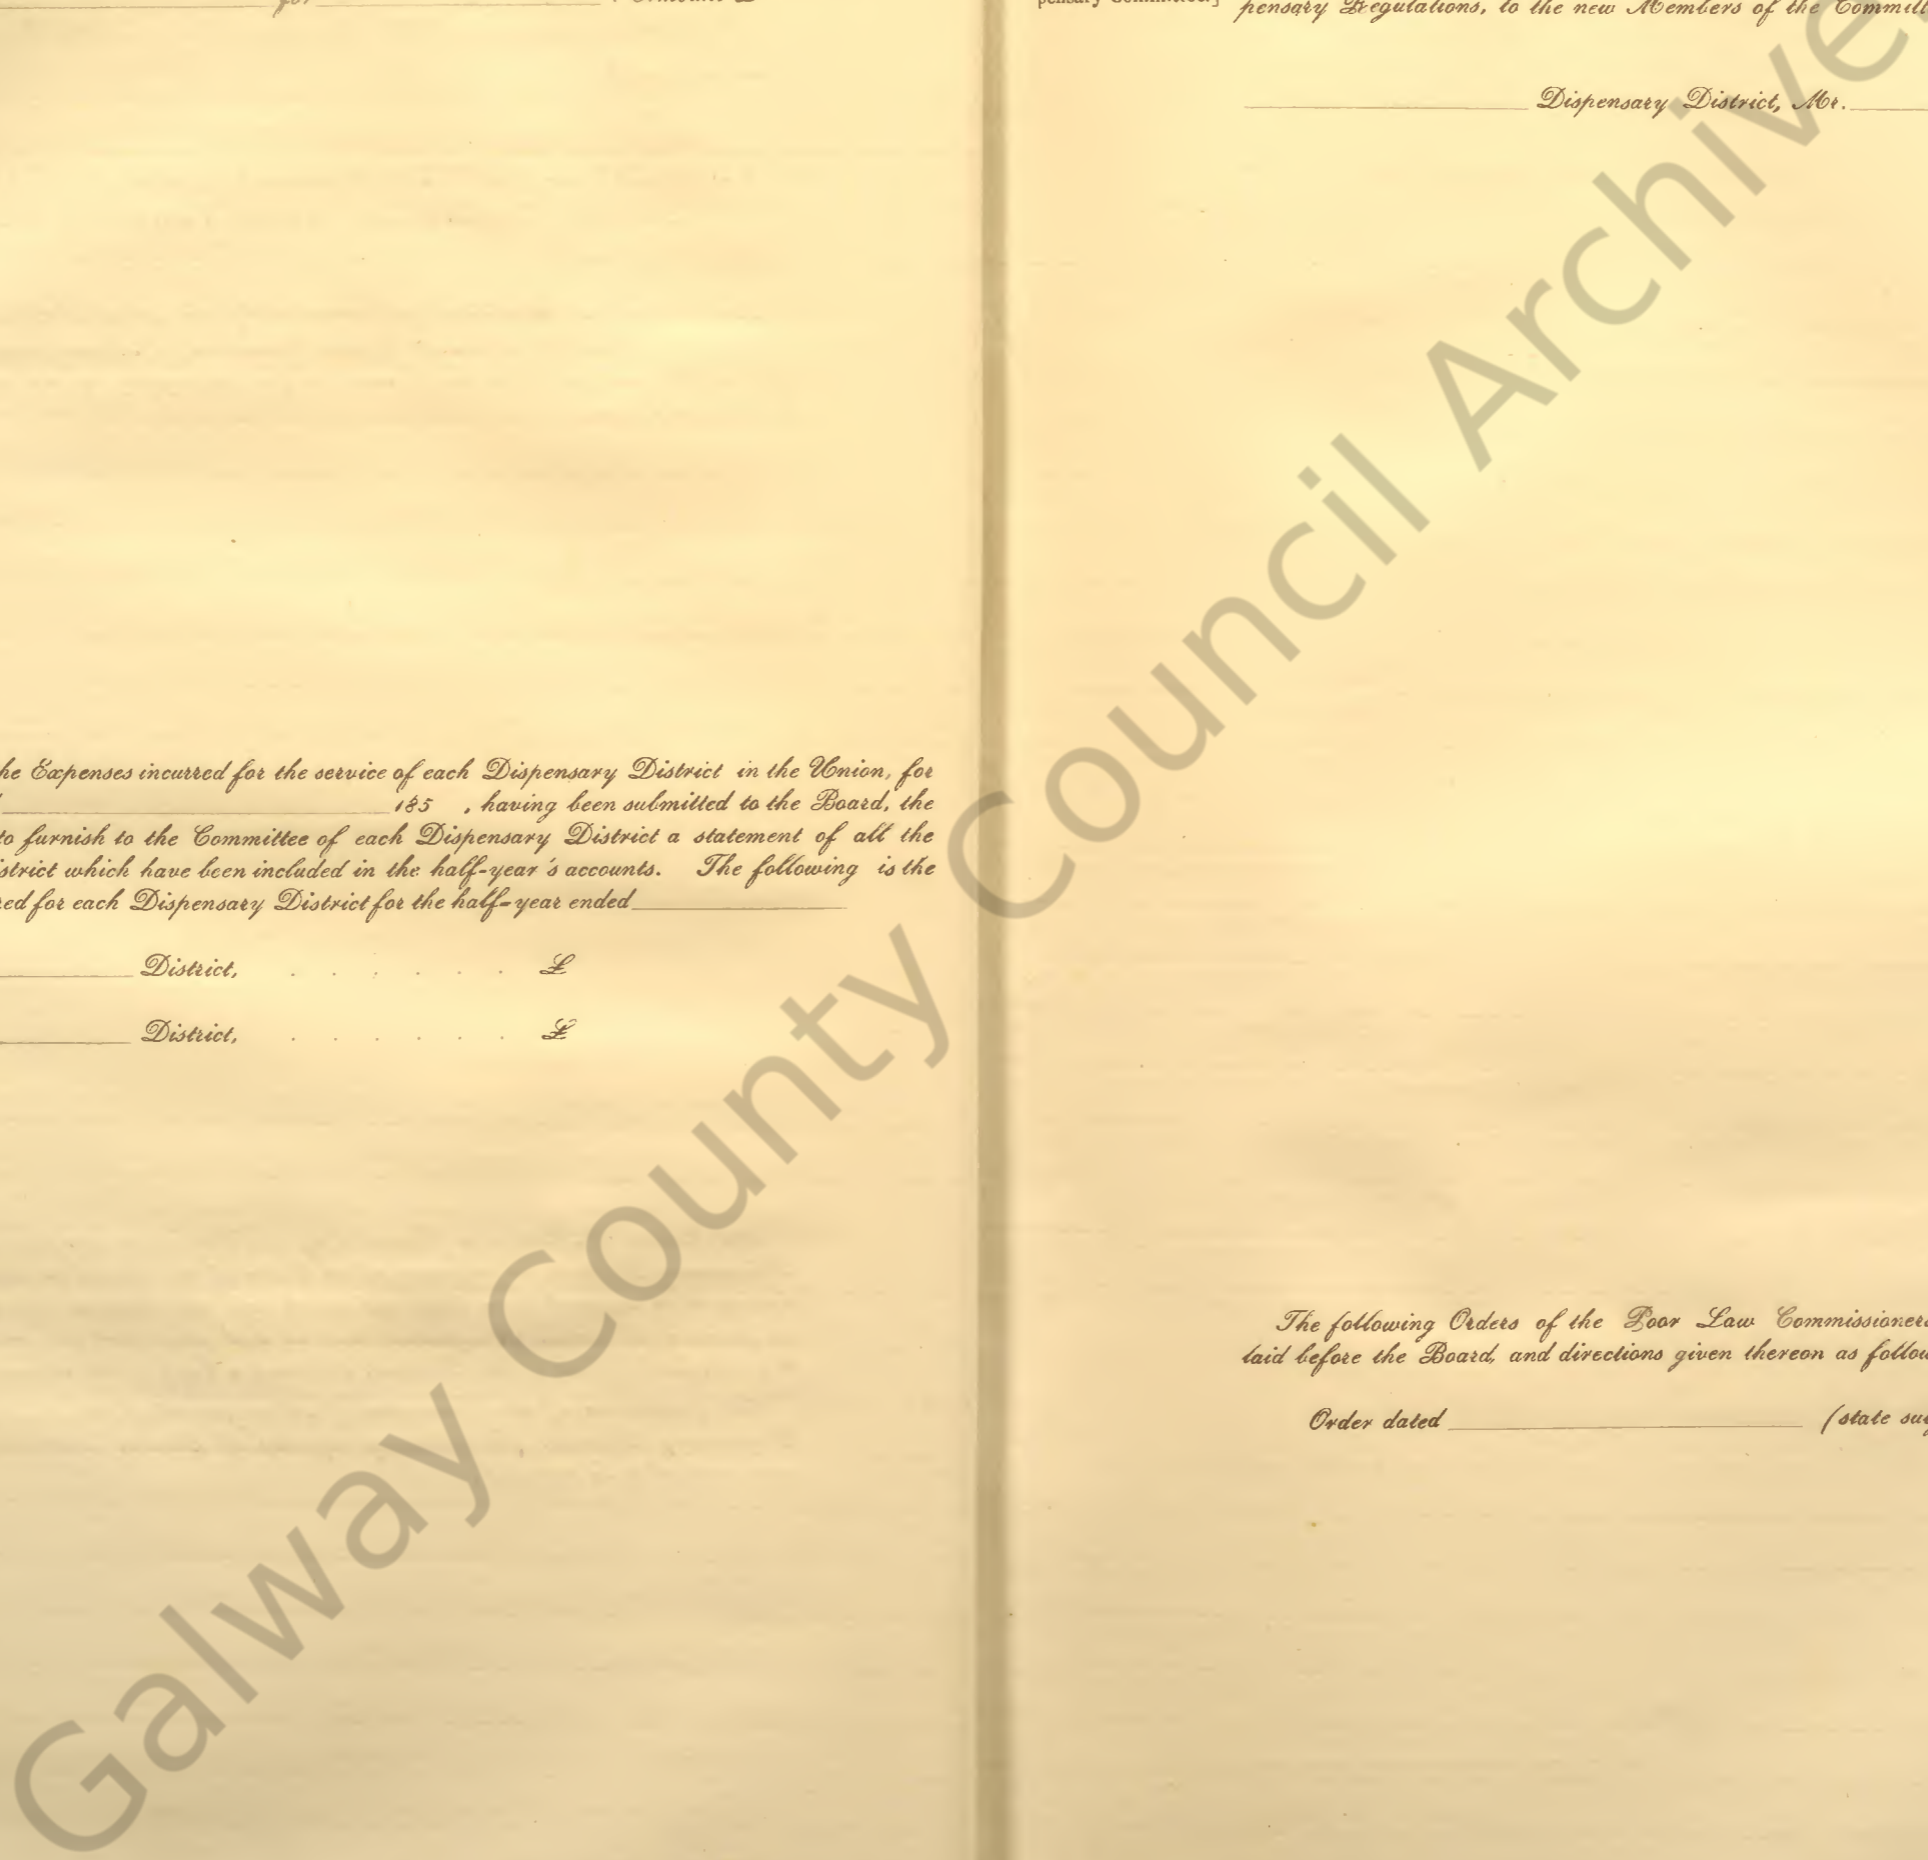 for
he Expenses incurred for the service of each Dispensary District in the Union, for
185 , having been submitted to the Board, the
to furnish to the Committee of each Dispensary District a statement of all the
strict which have been included in the half-year's accounts. The following is the
red for each Dispensary District for the half-year ended
District, . . . . . . £
District, . . . . . . £
pensary Committee.]
pensary Regulations, to the new Members of the Committ
Dispensary District, Mr.
The following Orders of the Poor Law Commissioners
laid before the Board, and directions given thereon as follow
Order dated (state su
Galway County Council Archive